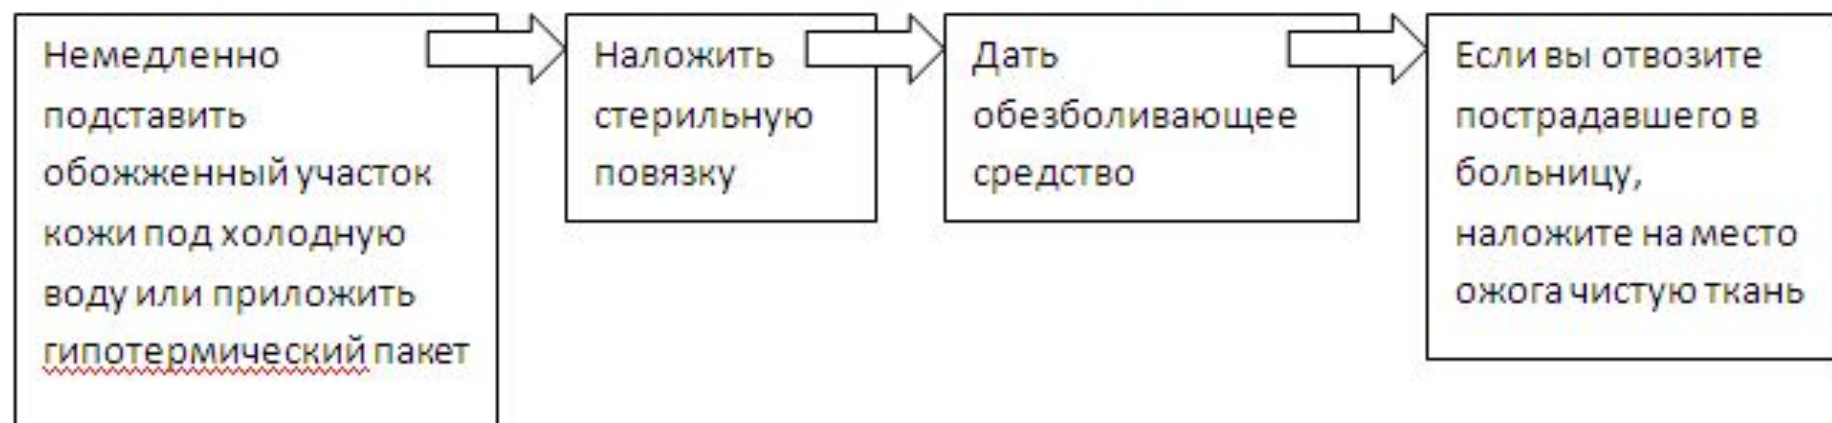 Немедленно
подставить
обожженный участок
кожи под холодную
воду или приложить
гипотермический пакет
Наложить
стерильную
повязку
Дать
обезболивающее
средство
Если вы отвозите
пострадавшего в
больницу,
наложите на место
ожога чистую ткань